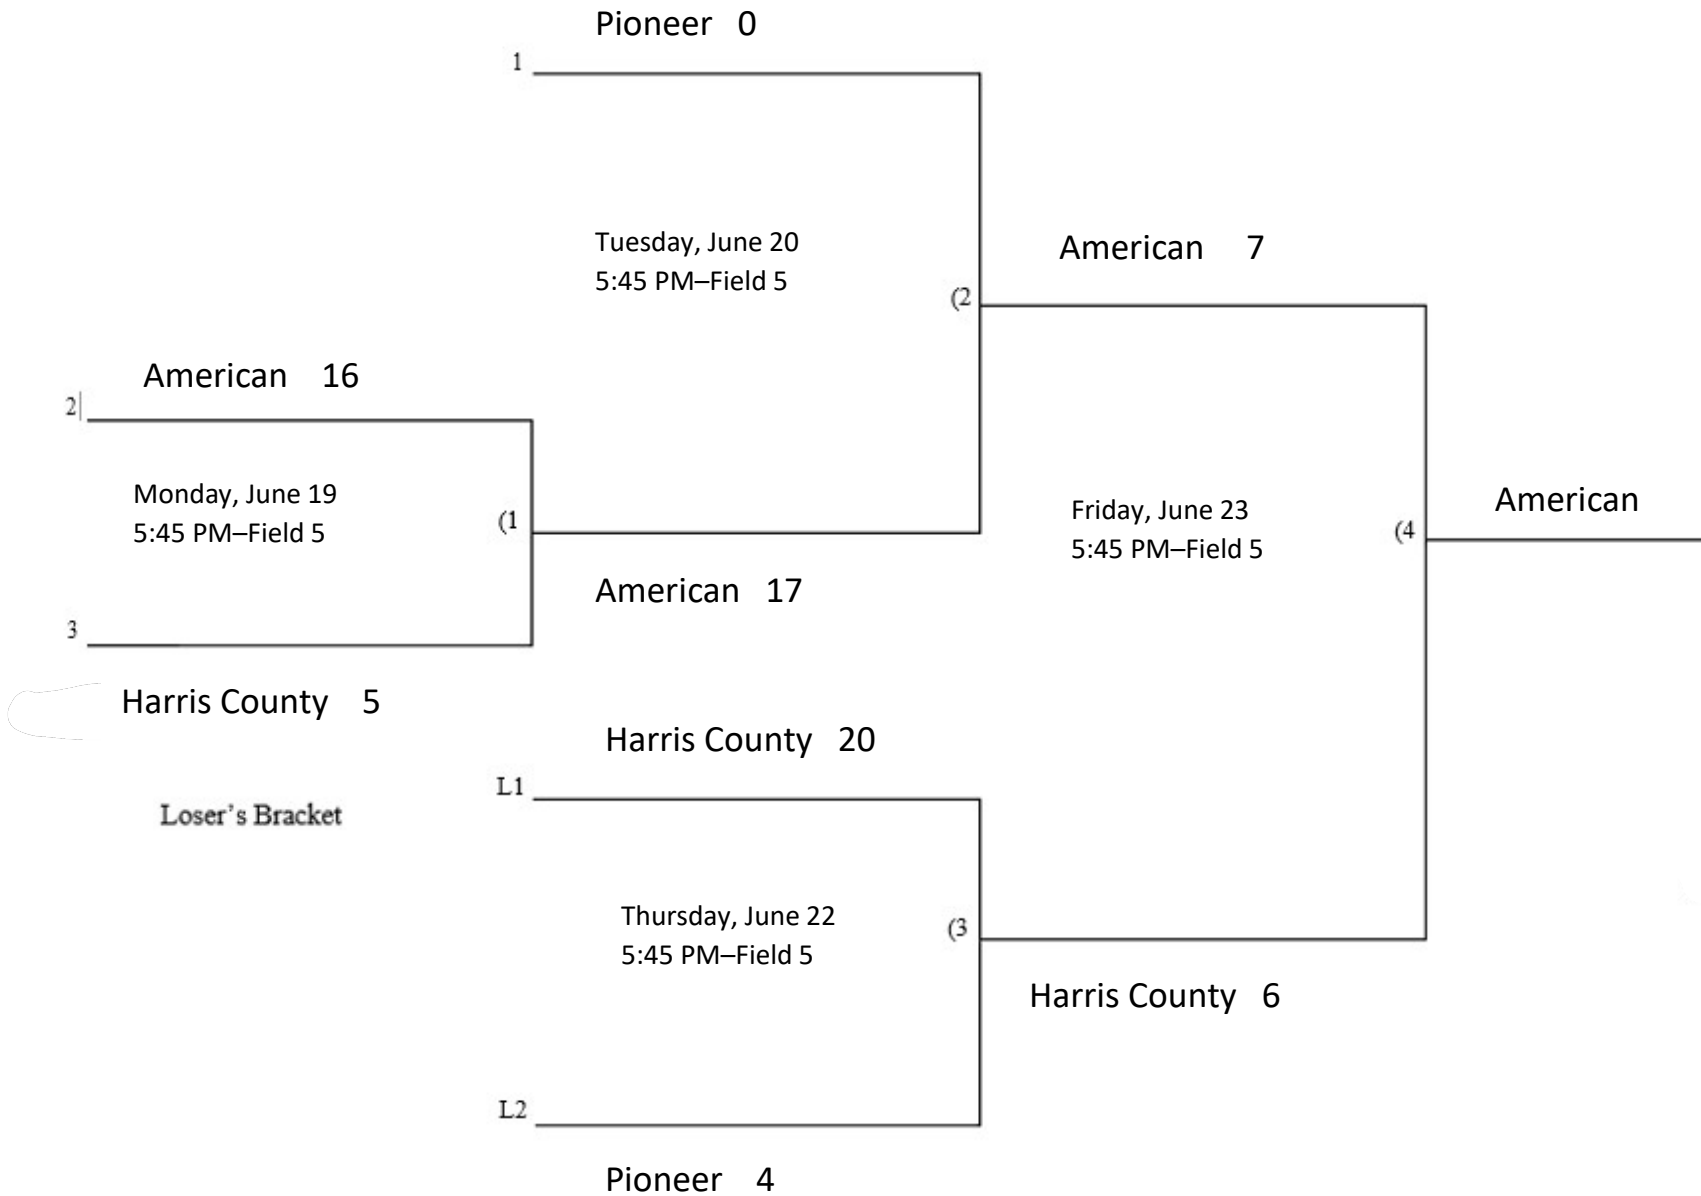 Pioneer 0
1
Tuesday, June 20
5:45 PM–Field 5
(2
American 7
American 16
2|
Monday, June 19
5:45 PM–Field 5
(1
Friday, June 23
5:45 PM–Field 5
(4
American
American 17
3
Harris County 5
Harris County 20
L1
Loser's Bracket
Thursday, June 22
5:45 PM–Field 5
(3
Harris County 6
L2
Pioneer 4